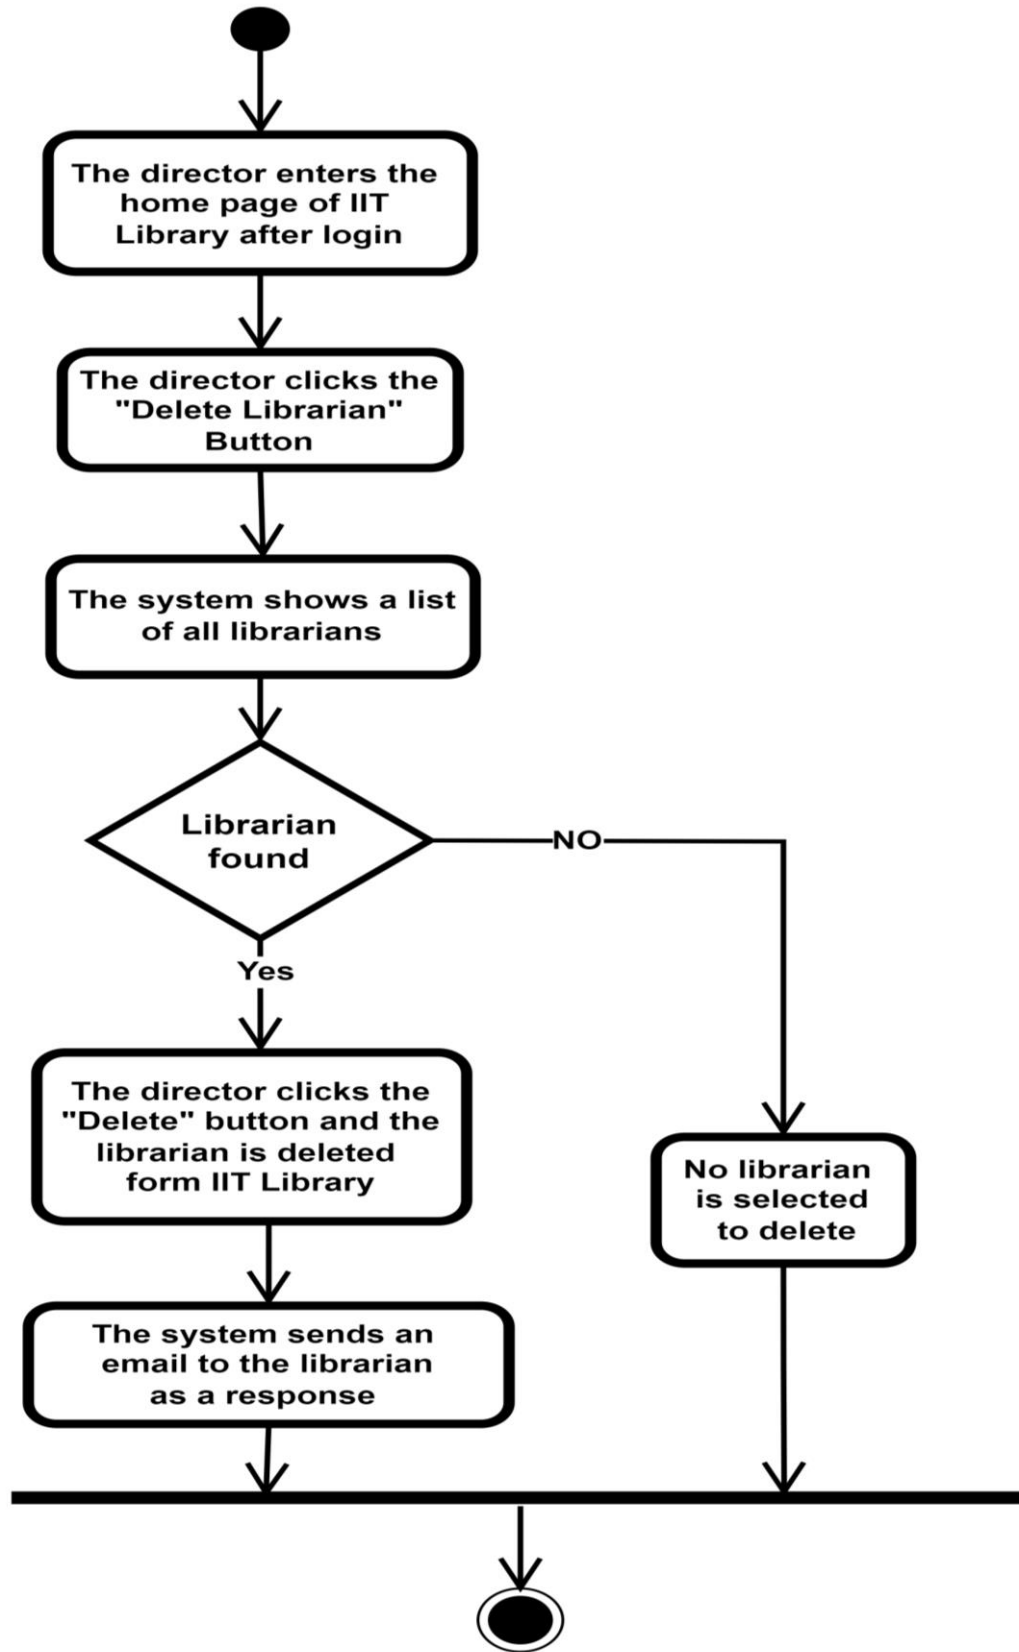 The director enters the
home page of IIT
Library after login
The director clicks the
"Delete Librarian"
Button
The system shows a list
of all librarians
Librarian
found
NO
Yes
The director clicks the
"Delete" button and the
librarian is deleted
form IIT Library
No librarian
is selected
to delete
The system sends an
email to the librarian
as a response